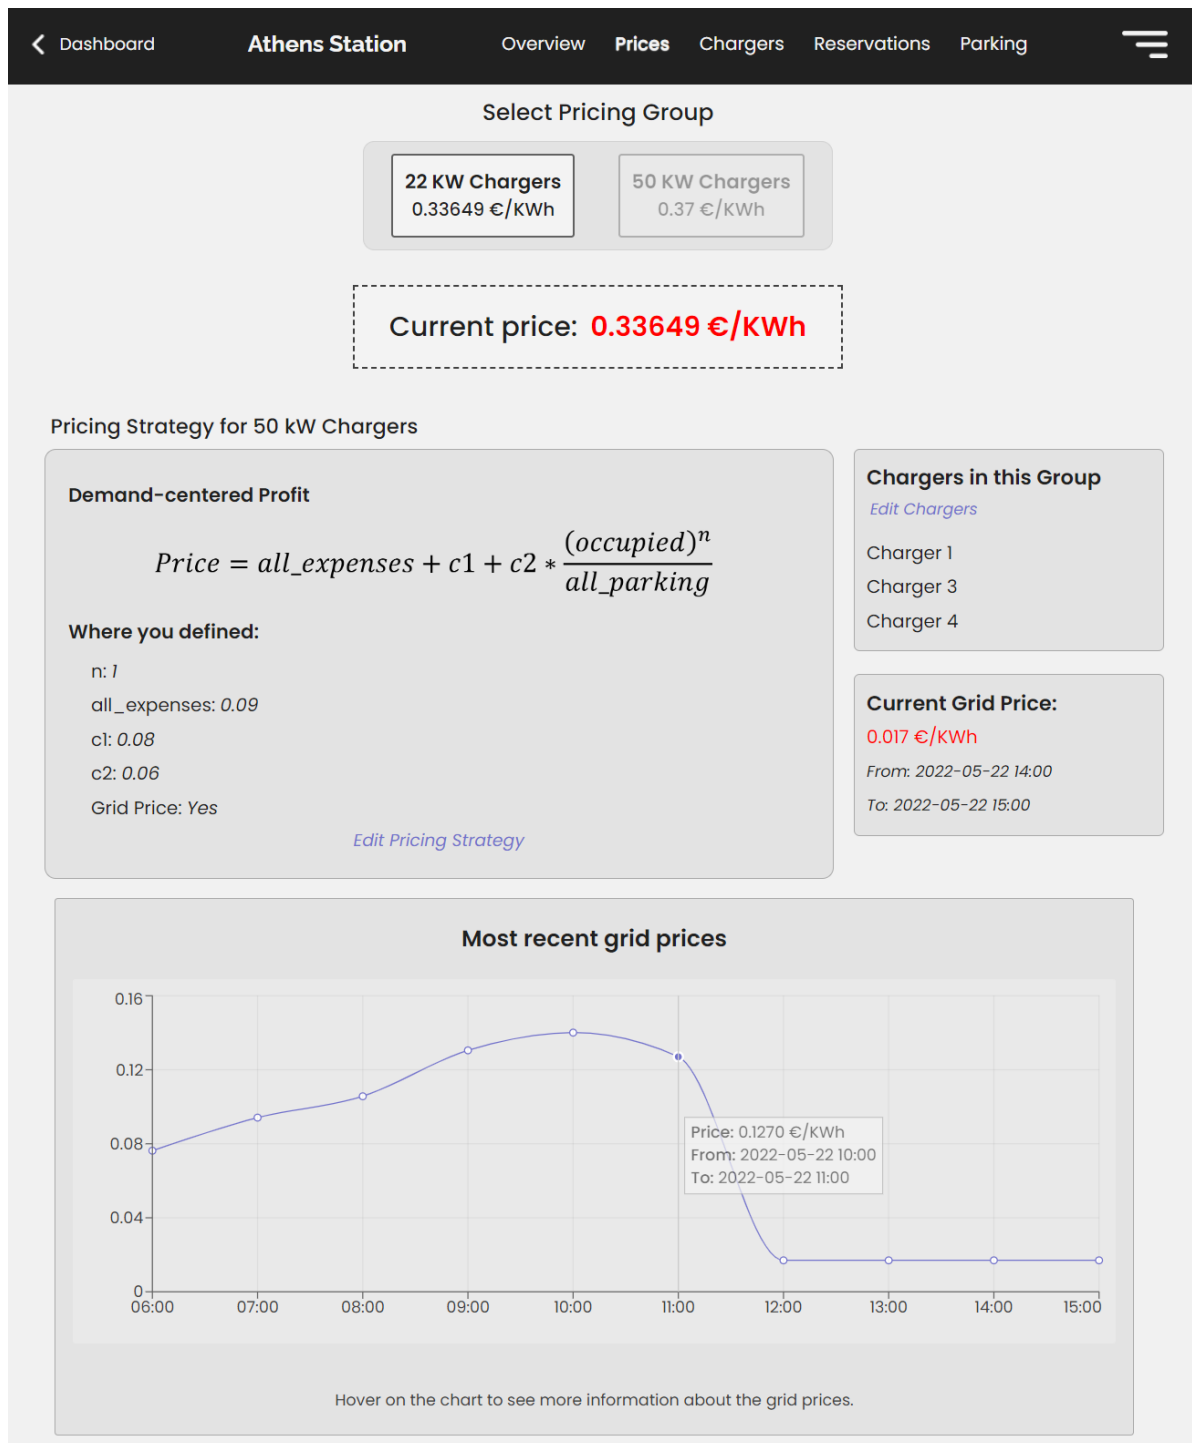 Dashboard
Athens Station
Overview Prices Chargers Reservations Parking
Select Pricing Group
22 KW Chargers
0.33649 €/KWh
50 KW Chargers
0.37 €/KWh
Current price: 0.33649 €/KWh
Pricing Strategy for 50 kW Chargers
Demand-centered Profit
Price = all_expenses + c1 + c2 * (occupied)^n / all_parking
Where you defined:
n: 1
all_expenses: 0.09
c1: 0.08
c2: 0.06
Grid Price: Yes
Edit Pricing Strategy
Chargers in this Group
Edit Chargers
Charger 1
Charger 3
Charger 4
Current Grid Price:
0.017 €/KWh
From: 2022-05-22 14:00
To: 2022-05-22 15:00
Most recent grid prices
0.16
0.12
0.08
0.04
0
Price: 0.1270 €/KWh
From: 2022-05-22 10:00
To: 2022-05-22 11:00
06:00 07:00 08:00 09:00 10:00 11:00 12:00 13:00 14:00 15:00
Hover on the chart to see more information about the grid prices.